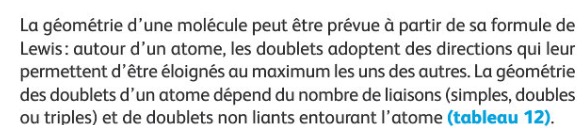 La géométrie d’une molécule peut être prévue à partir de sa formule de
Lewis : autour d’un atome, les doublets adoptent des directions qui leur
permettent d’être éloignés au maximum les uns des autres. La géométrie
des doublets d’un atome dépend du nombre de liaisons (simples, doubles
ou triples) et de doublets non liants entourant l’atome (tableau 12).